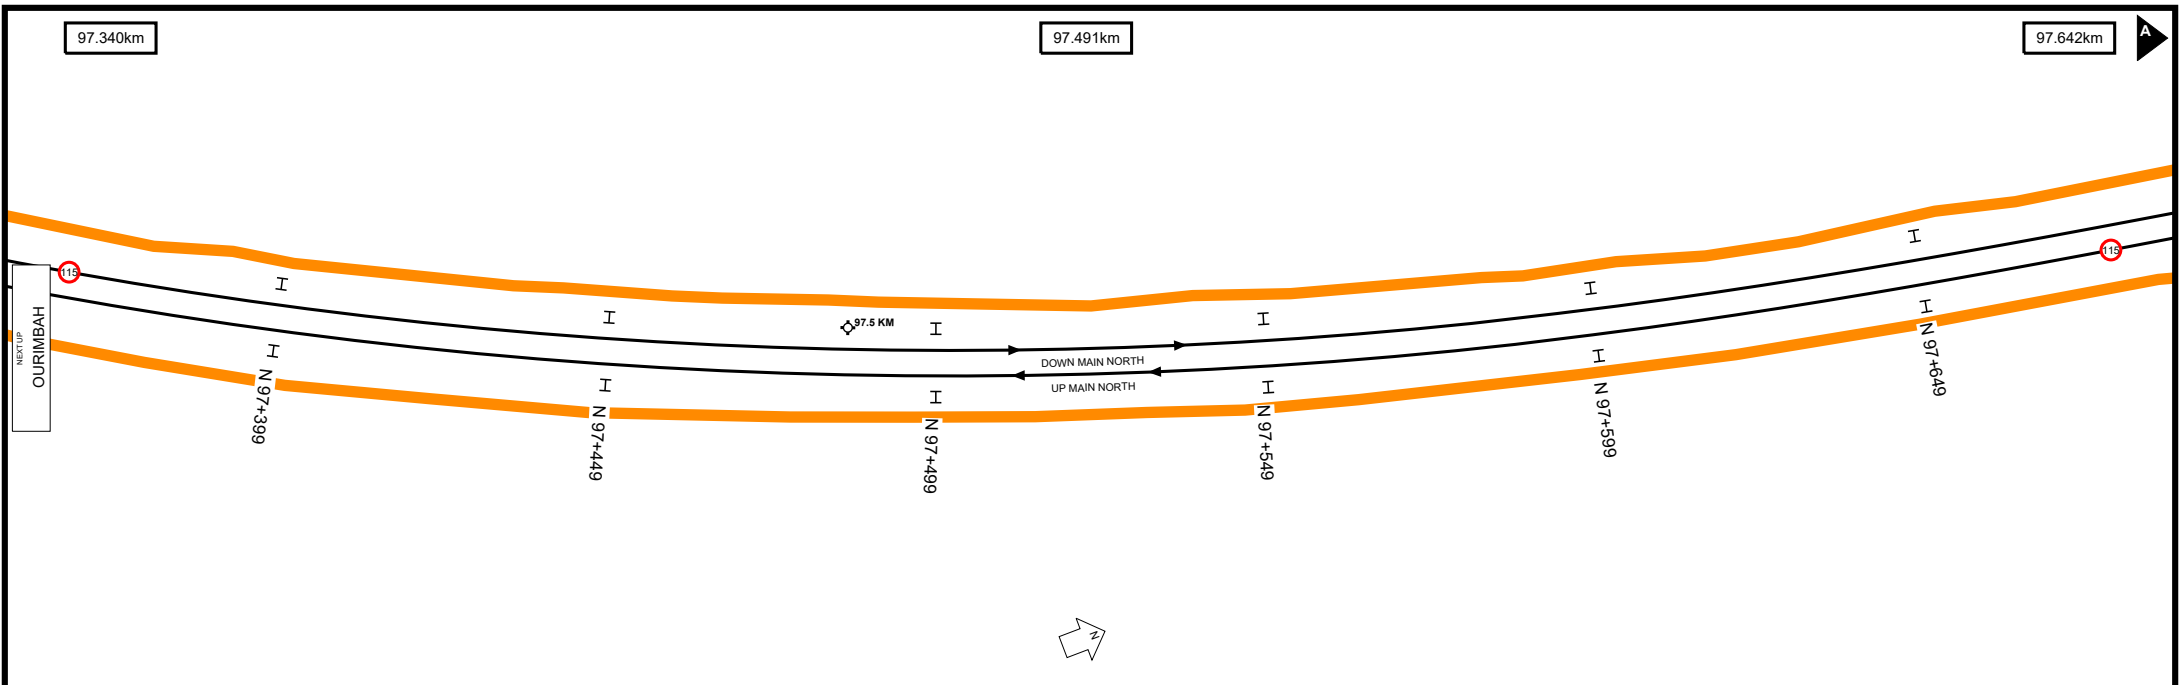 97.340km
97.491km
97.642km
A
115
115
NEXT UP
OURIMBAH
97.5 KM
DOWN MAIN NORTH
UP MAIN NORTH
N 97+399
N 97+449
N 97+499
N 97+549
N 97+599
N 97+649
N